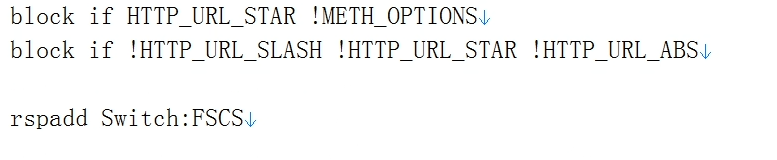 block if HTTP_URL_STAR !METH_OPTIONS↓
block if !HTTP_URL_SLASH !HTTP_URL_STAR !HTTP_URL_ABS↓
rspadd Switch:FSCS↓